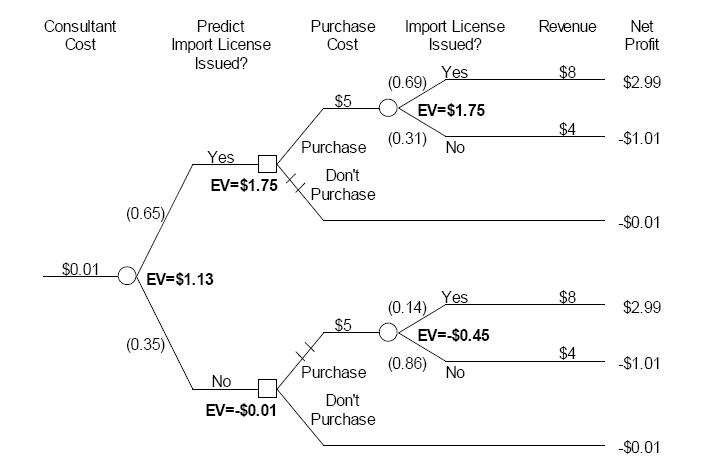 Consultant Cost
Predict Import License Issued?
Purchase Cost
Import License Issued?
Revenue
Net Profit
(0.69)
Yes
$8
$2.99
$5
EV=$1.75
$4
Purchase
(0.31)
No
-$1.01
Yes
EV=$1.75
Don't
Purchase
(0.65)
-$0.01
$0.01
EV=$1.13
(0.14)
Yes
$8
$2.99
$5
EV=-$0.45
(0.35)
$4
Purchase
(0.86)
No
-$1.01
No
EV=-$0.01
Don't
Purchase
-$0.01